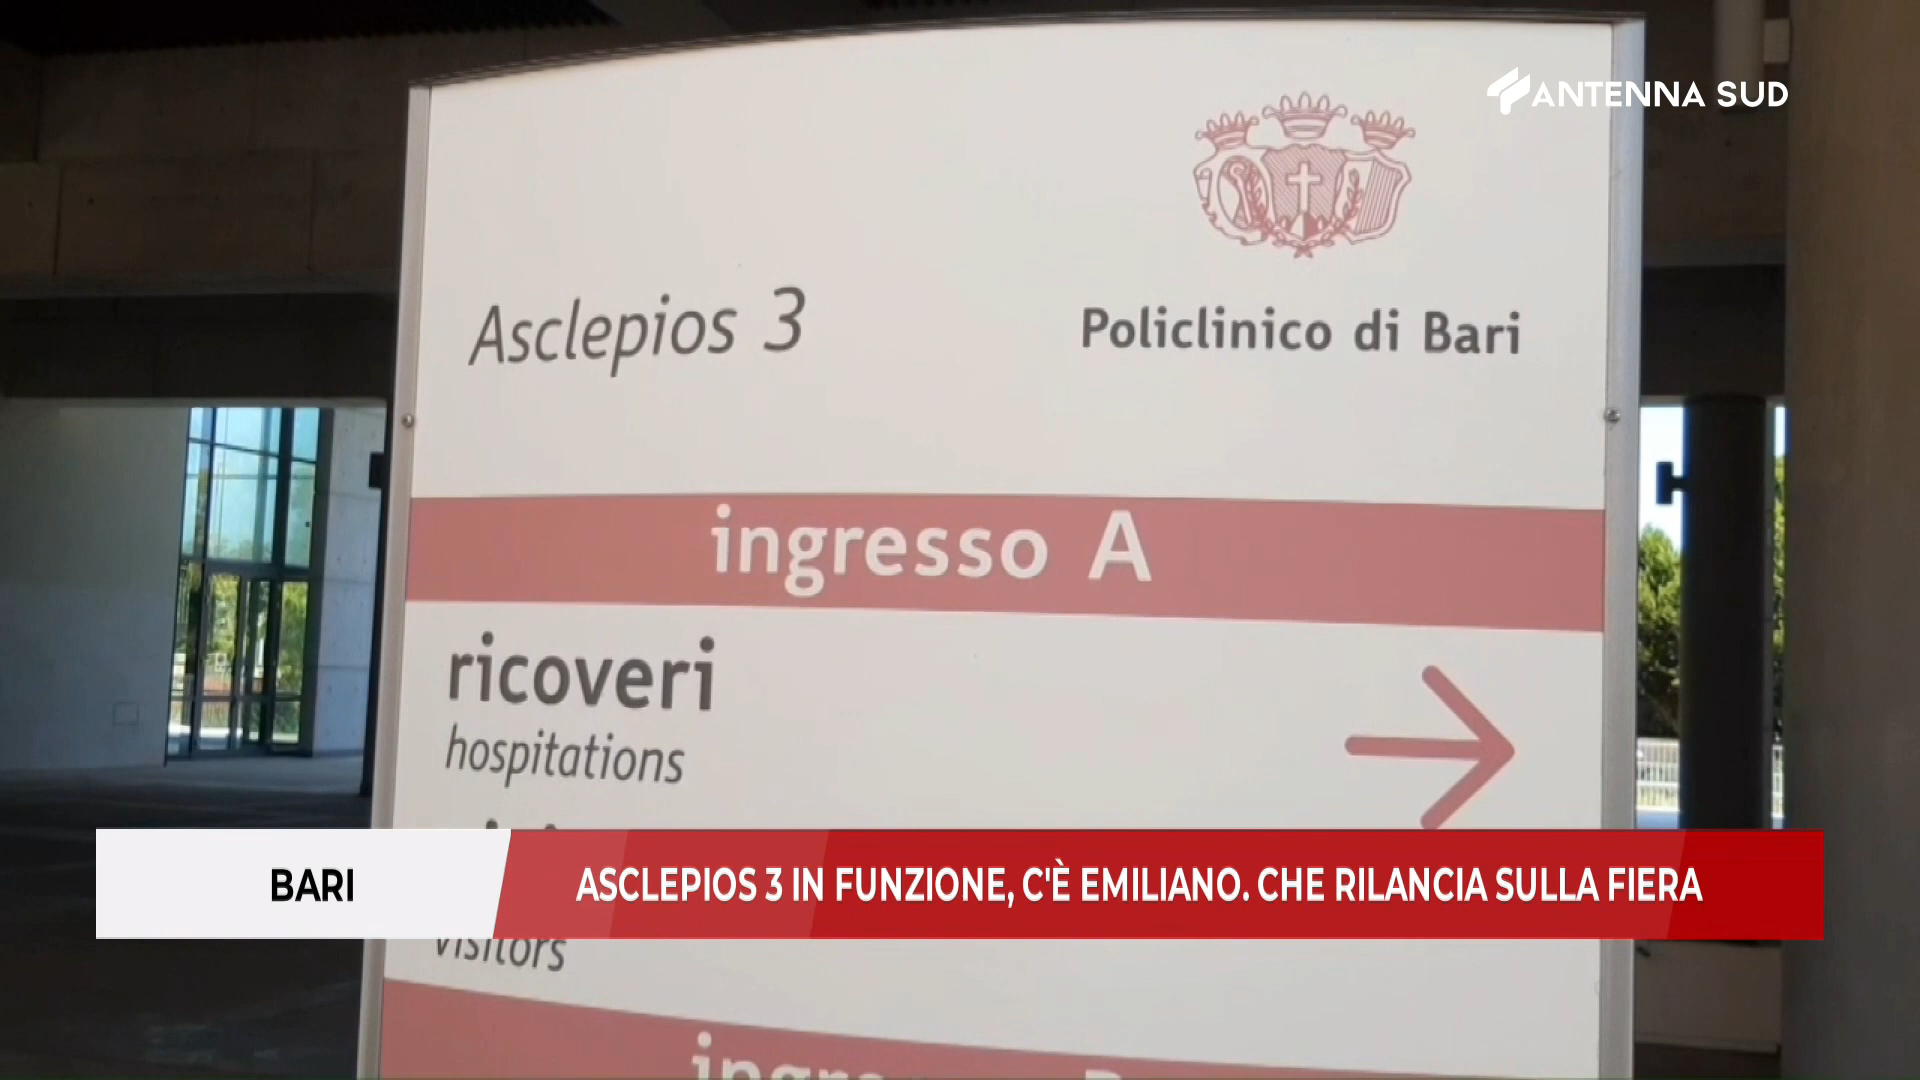 ANTENNA SUD
Asclepios 3
Policlinico di Bari
ingresso A
ricoveri
hospitations
BARI
ASCLEPIOS 3 IN FUNZIONE, C'È EMILIANO. CHE RILANCIA SULLA FIERA
visitors